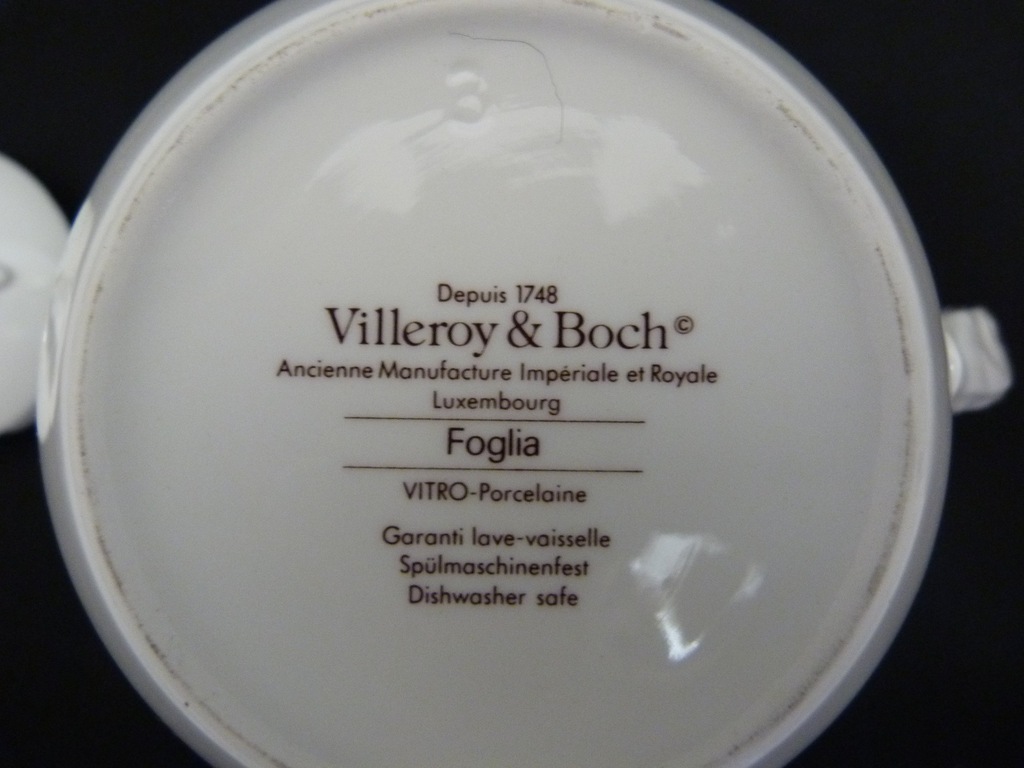 3
Depuis 1748
Villeroy & Boch©
Ancienne Manufacture Impériale et Royale
Luxembourg
Foglia
VITRO-Porcelaine
Garanti lave-vaisselle
Spülmaschinenfest
Dishwasher safe